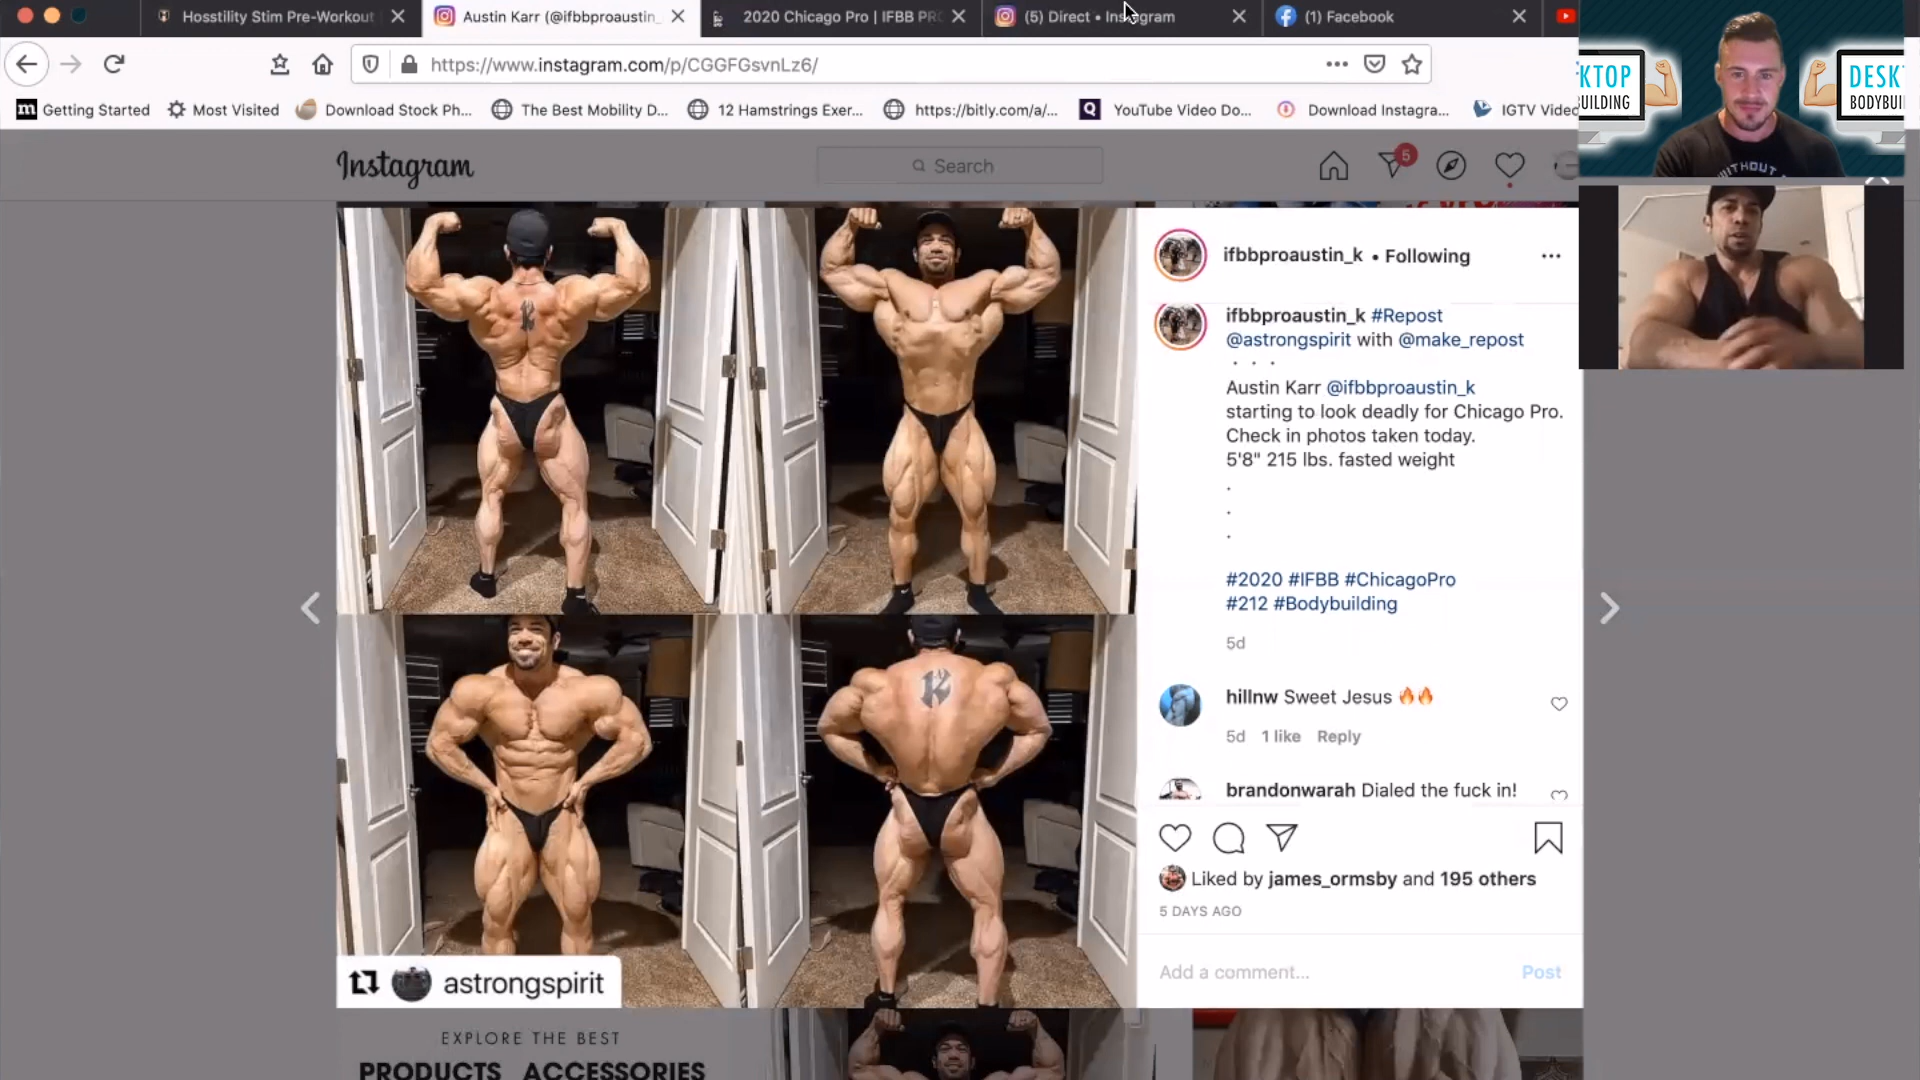 Hosstility Stim Pre-Workout
Austin Karr (@ifbbproaustin_
2020 Chicago Pro | IFBB PR
(5) Direct • Instagram
(1) Facebook
https://www.instagram.com/p/CGGFGsvnLz6/
Getting Started
Most Visited
Download Stock Ph...
The Best Mobility D...
12 Hamstrings Exer...
https://bitly.com/a/...
YouTube Video Do...
Download Instagra...
IGTV Video
KTOP
BUILDING
DESK
BODYBUI
WITHOUT
Instagram
Search
5
ifbbproaustin_k • Following
ifbbproaustin_k #Repost
@astrongspirit with @make_repost
· · ·
Austin Karr @ifbbproaustin_k
starting to look deadly for Chicago Pro.
Check in photos taken today.
5'8" 215 lbs. fasted weight
.
.
.
#2020 #IFBB #ChicagoPro
#212 #Bodybuilding
5d
hillnw Sweet Jesus 🔥🔥
5d 1 like Reply
brandonwarah Dialed the fuck in!
Liked by james_ormsby and 195 others
5 DAYS AGO
Add a comment... Post
K
K
astrongspirit
EXPLORE THE BEST
PRODUCTS ACCESSORIES